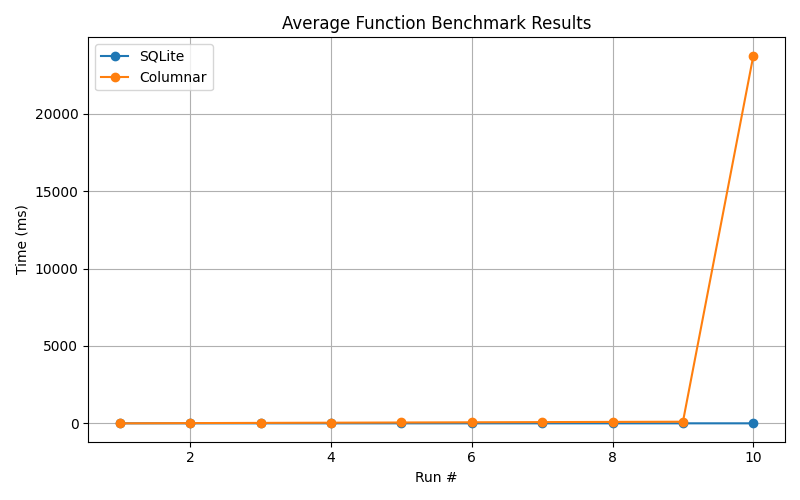 Average Function Benchmark Results
SQLite
Columnar
20000
15000
10000
5000
0
Time (ms)
2 4 6 8 10
Run #